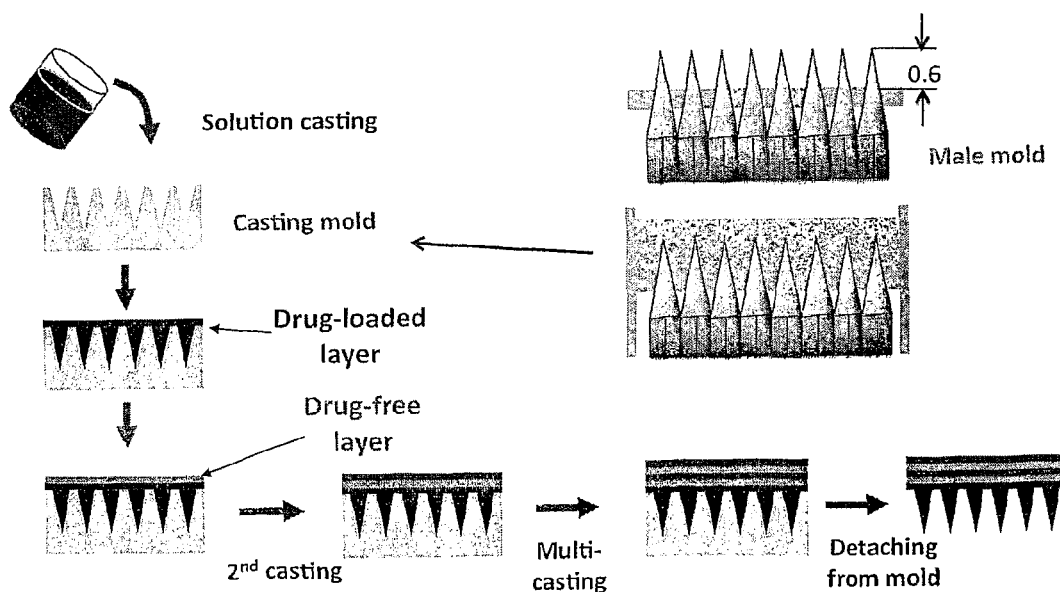 Solution casting
0.6
Male mold
Casting mold
Drug-loaded
layer
Drug-free
layer
2nd casting
Multi-
casting
Detaching
from mold